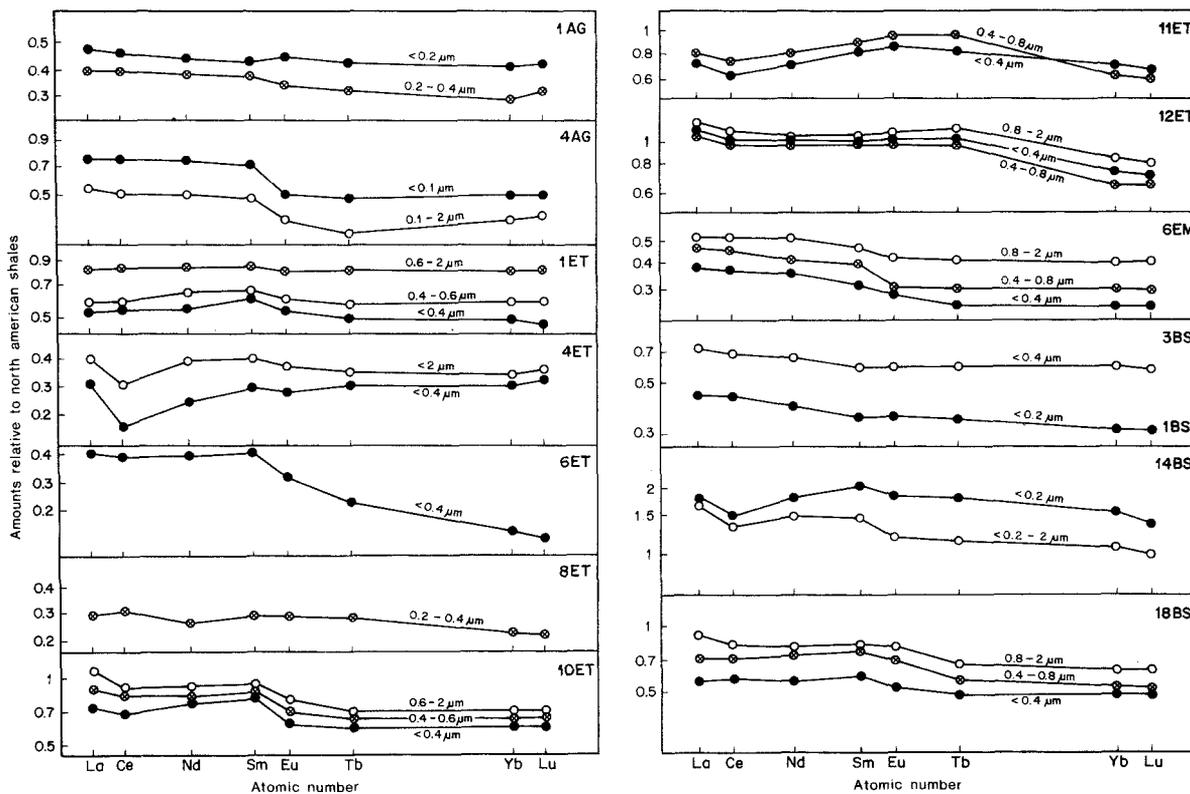 Amounts relative to north american shales
1AG
0.5
0.4
0.3
<0.2 µm
0.2-0.4 µm
4AG
0.9
0.7
0.5
<0.1 µm
0.1-2 µm
1ET
0.9
0.7
0.5
0.6-2 µm
0.4-0.6 µm
<0.4 µm
4ET
0.4
0.3
0.2
<2 µm
<0.4 µm
6ET
0.4
0.3
0.2
<0.4 µm
8ET
0.4
0.3
0.2
0.2-0.4 µm
10ET
1
0.7
0.5
0.6-2 µm
0.4-0.6 µm
<0.4 µm
La Ce Nd Sm Eu Tb Yb Lu
Atomic number
11ET
1
0.8
0.6
0.4-0.8 µm
<0.4 µm
12ET
1
0.8
0.6
0.8-2 µm
<0.4 µm
0.4-0.8 µm
6EM
0.5
0.4
0.3
0.8-2 µm
0.4-0.8 µm
<0.4 µm
3BS
0.7
0.5
0.3
<0.4 µm
<0.2 µm
1BS
14BS
2
1.5
1
<0.2 µm
<0.2-2 µm
18BS
1
0.7
0.5
0.8-2 µm
0.4-0.8 µm
<0.4 µm
La Ce Nd Sm Eu Tb Yb Lu
Atomic number